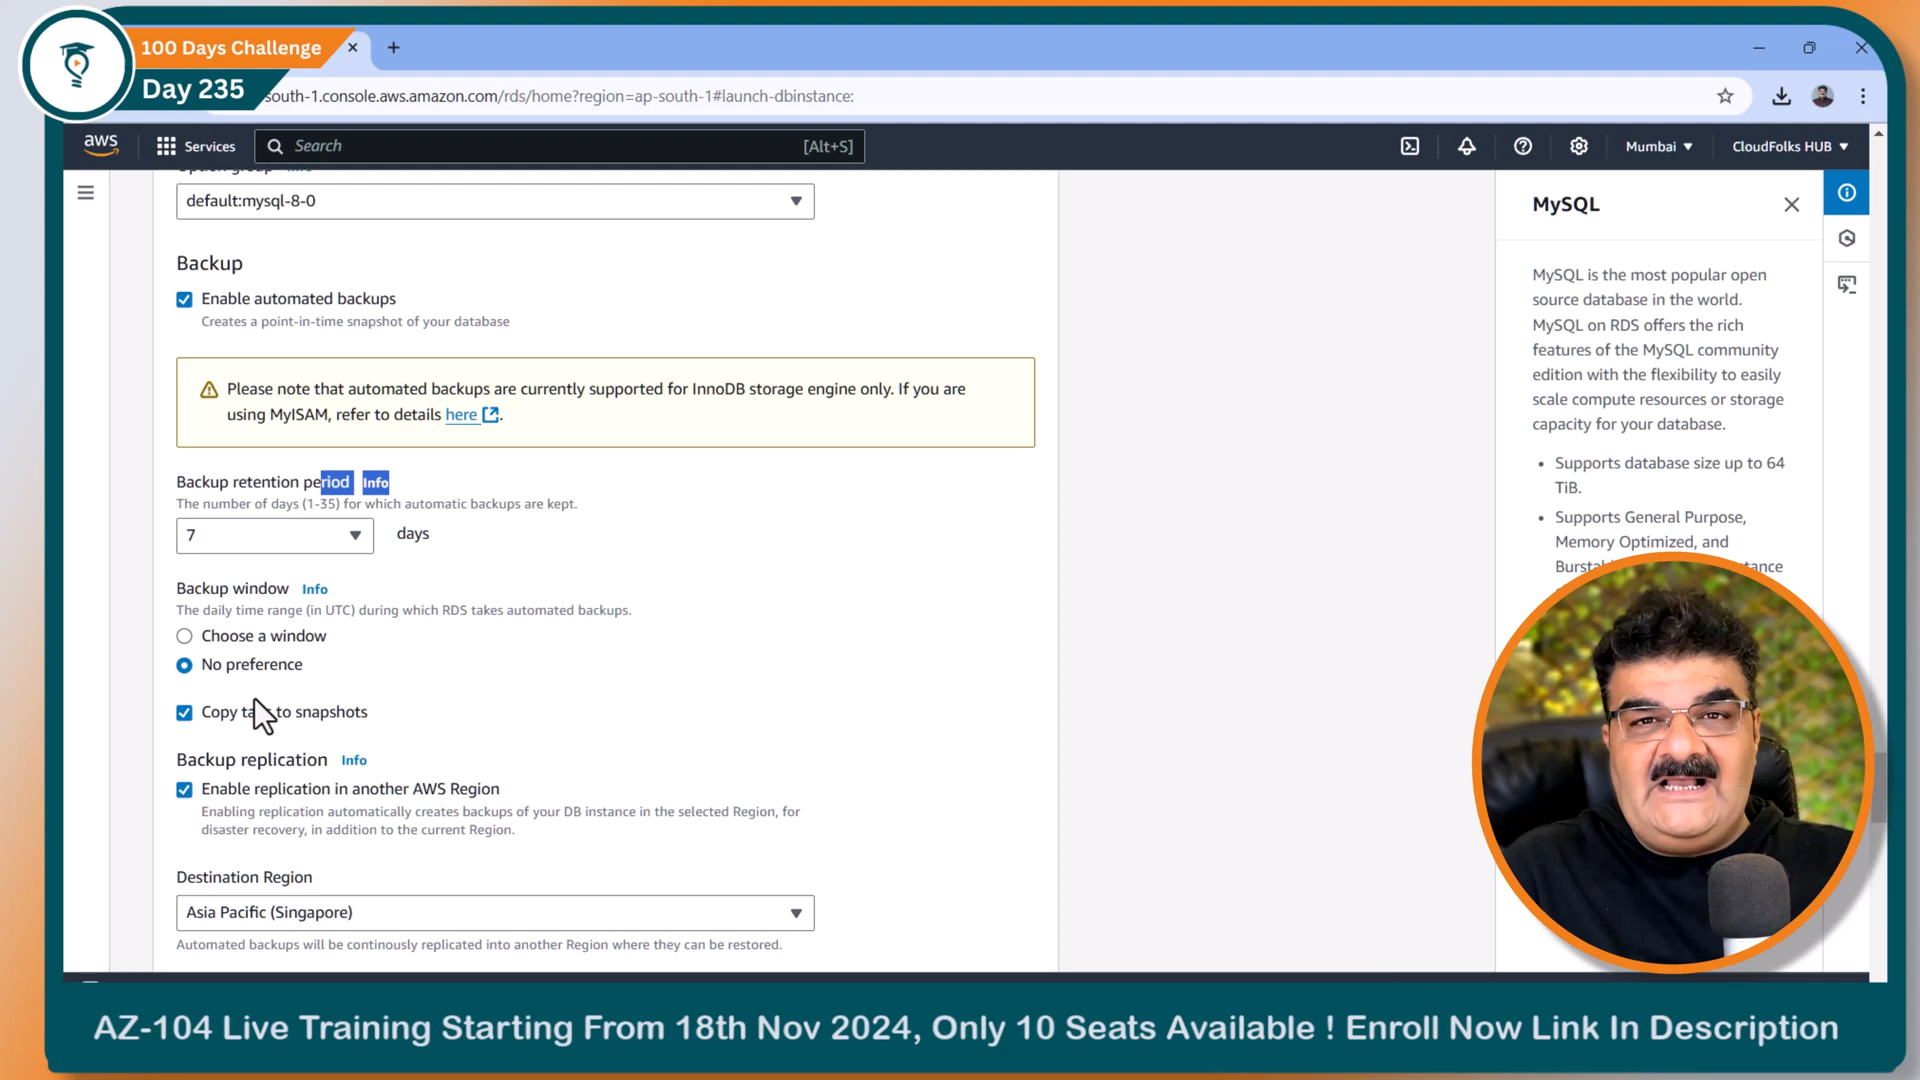 100 Days Challenge
Day 235
south-1.console.aws.amazon.com/rds/home?region=ap-south-1#launch-dbinstance:
aws
Services
Search
[Alt+S]
Mumbai
CloudFolks HUB
default:mysql-8-0
Backup
Enable automated backups
Creates a point-in-time snapshot of your database
Please note that automated backups are currently supported for InnoDB storage engine only. If you are
using MyISAM, refer to details here .
Backup retention period Info
The number of days (1-35) for which automatic backups are kept.
7
days
Backup window Info
The daily time range (in UTC) during which RDS takes automated backups.
Choose a window
No preference
Copy to snapshots
Backup replication Info
Enable replication in another AWS Region
Enabling replication automatically creates backups of your DB instance in the selected Region, for
disaster recovery, in addition to the current Region.
Destination Region
Asia Pacific (Singapore)
Automated backups will be continously replicated into another Region where they can be restored.
MySQL
MySQL is the most popular open
source database in the world.
MySQL on RDS offers the rich
features of the MySQL community
edition with the flexibility to easily
scale compute resources or storage
capacity for your database.
• Supports database size up to 64
TiB.
• Supports General Purpose,
Memory Optimized, and
AZ-104 Live Training Starting From 18th Nov 2024, Only 10 Seats Available ! Enroll Now Link In Description